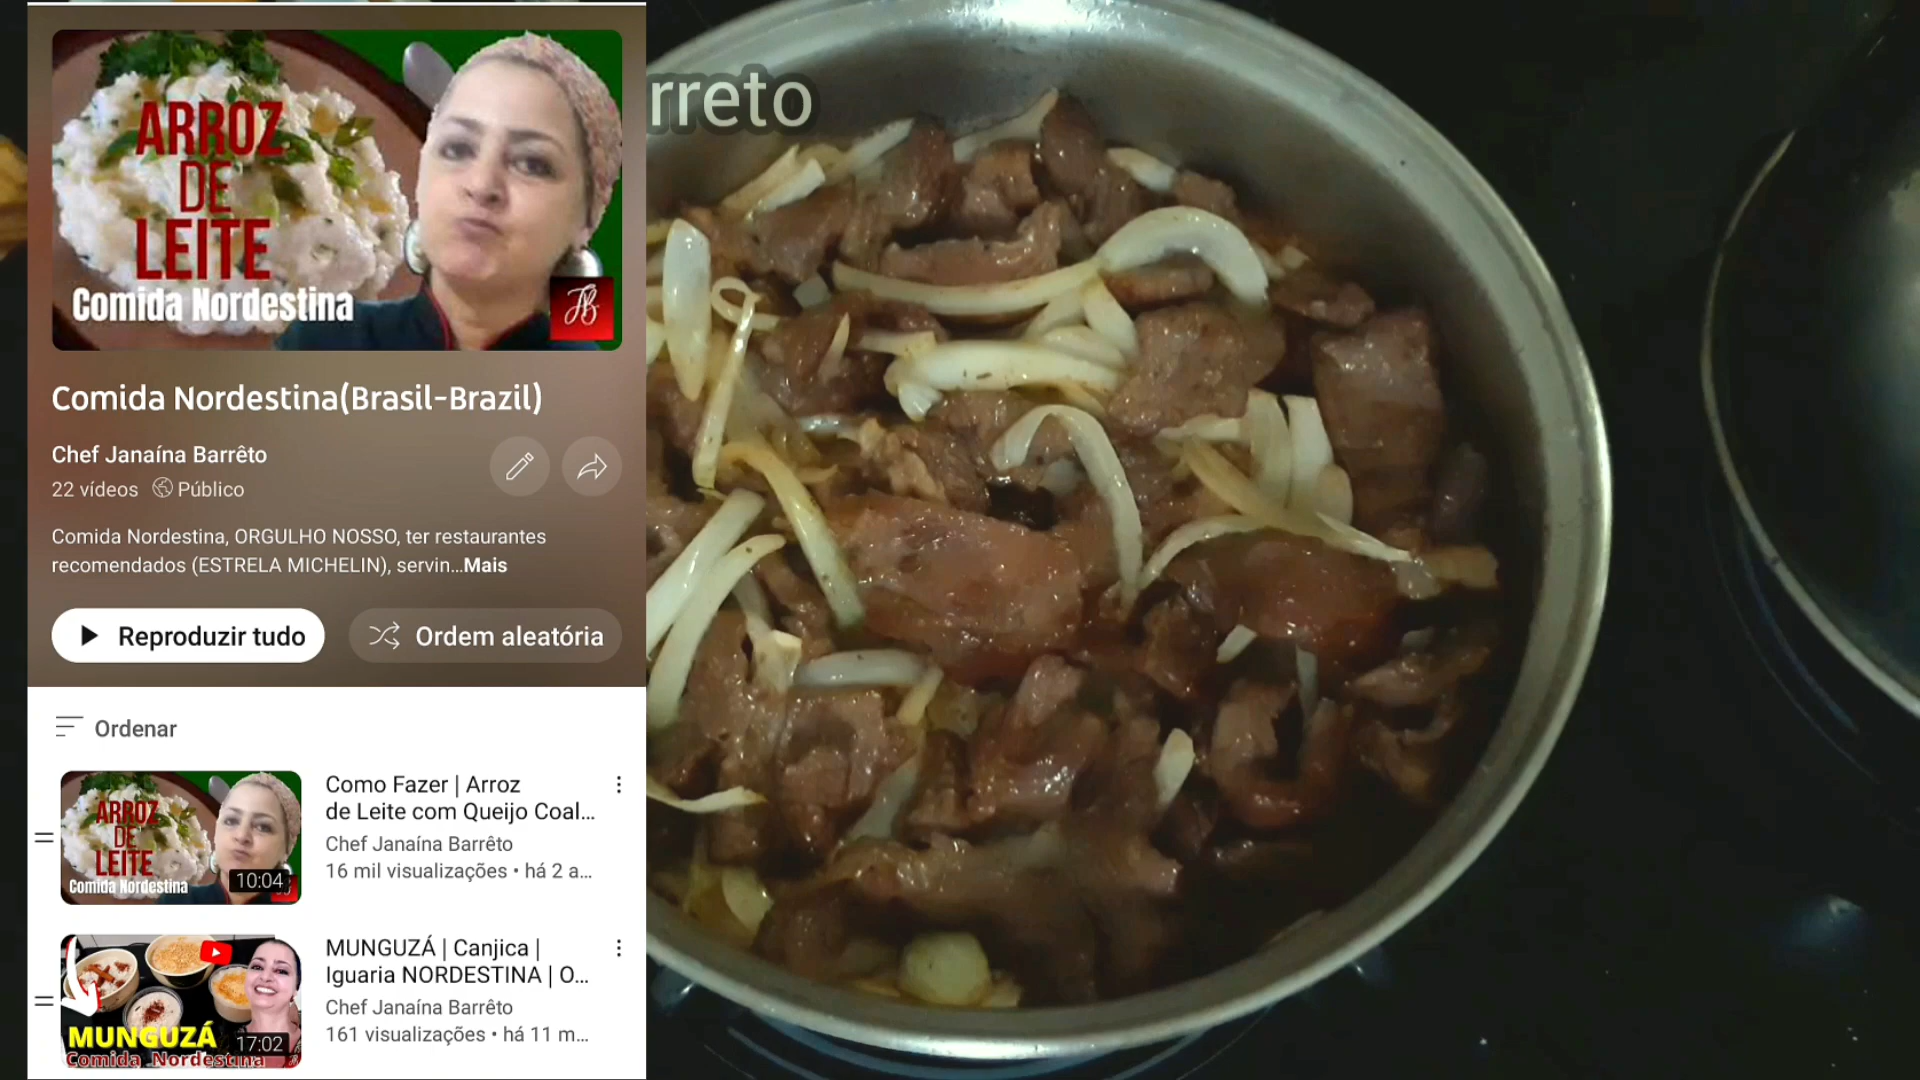 ARROZ
DE
LEITE
Comida Nordestina
JB
rreto
Comida Nordestina(Brasil-Brazil)
Chef Janaína Barrêto
22 vídeos Público
Comida Nordestina, ORGULHO NOSSO, ter restaurantes
recomendados (ESTRELA MICHELIN), servin...Mais
Reproduzir tudo
Ordem aleatória
Ordenar
ARROZ
DE
LEITE
Comida Nordestina
10:04
Como Fazer | Arroz
de Leite com Queijo Coal...
Chef Janaína Barrêto
16 mil visualizações • há 2 a...
MUNGUZÁ
Comida Nordestina
17:02
MUNGUZÁ | Canjica |
Iguaria NORDESTINA | O...
Chef Janaína Barrêto
161 visualizações • há 11 m...